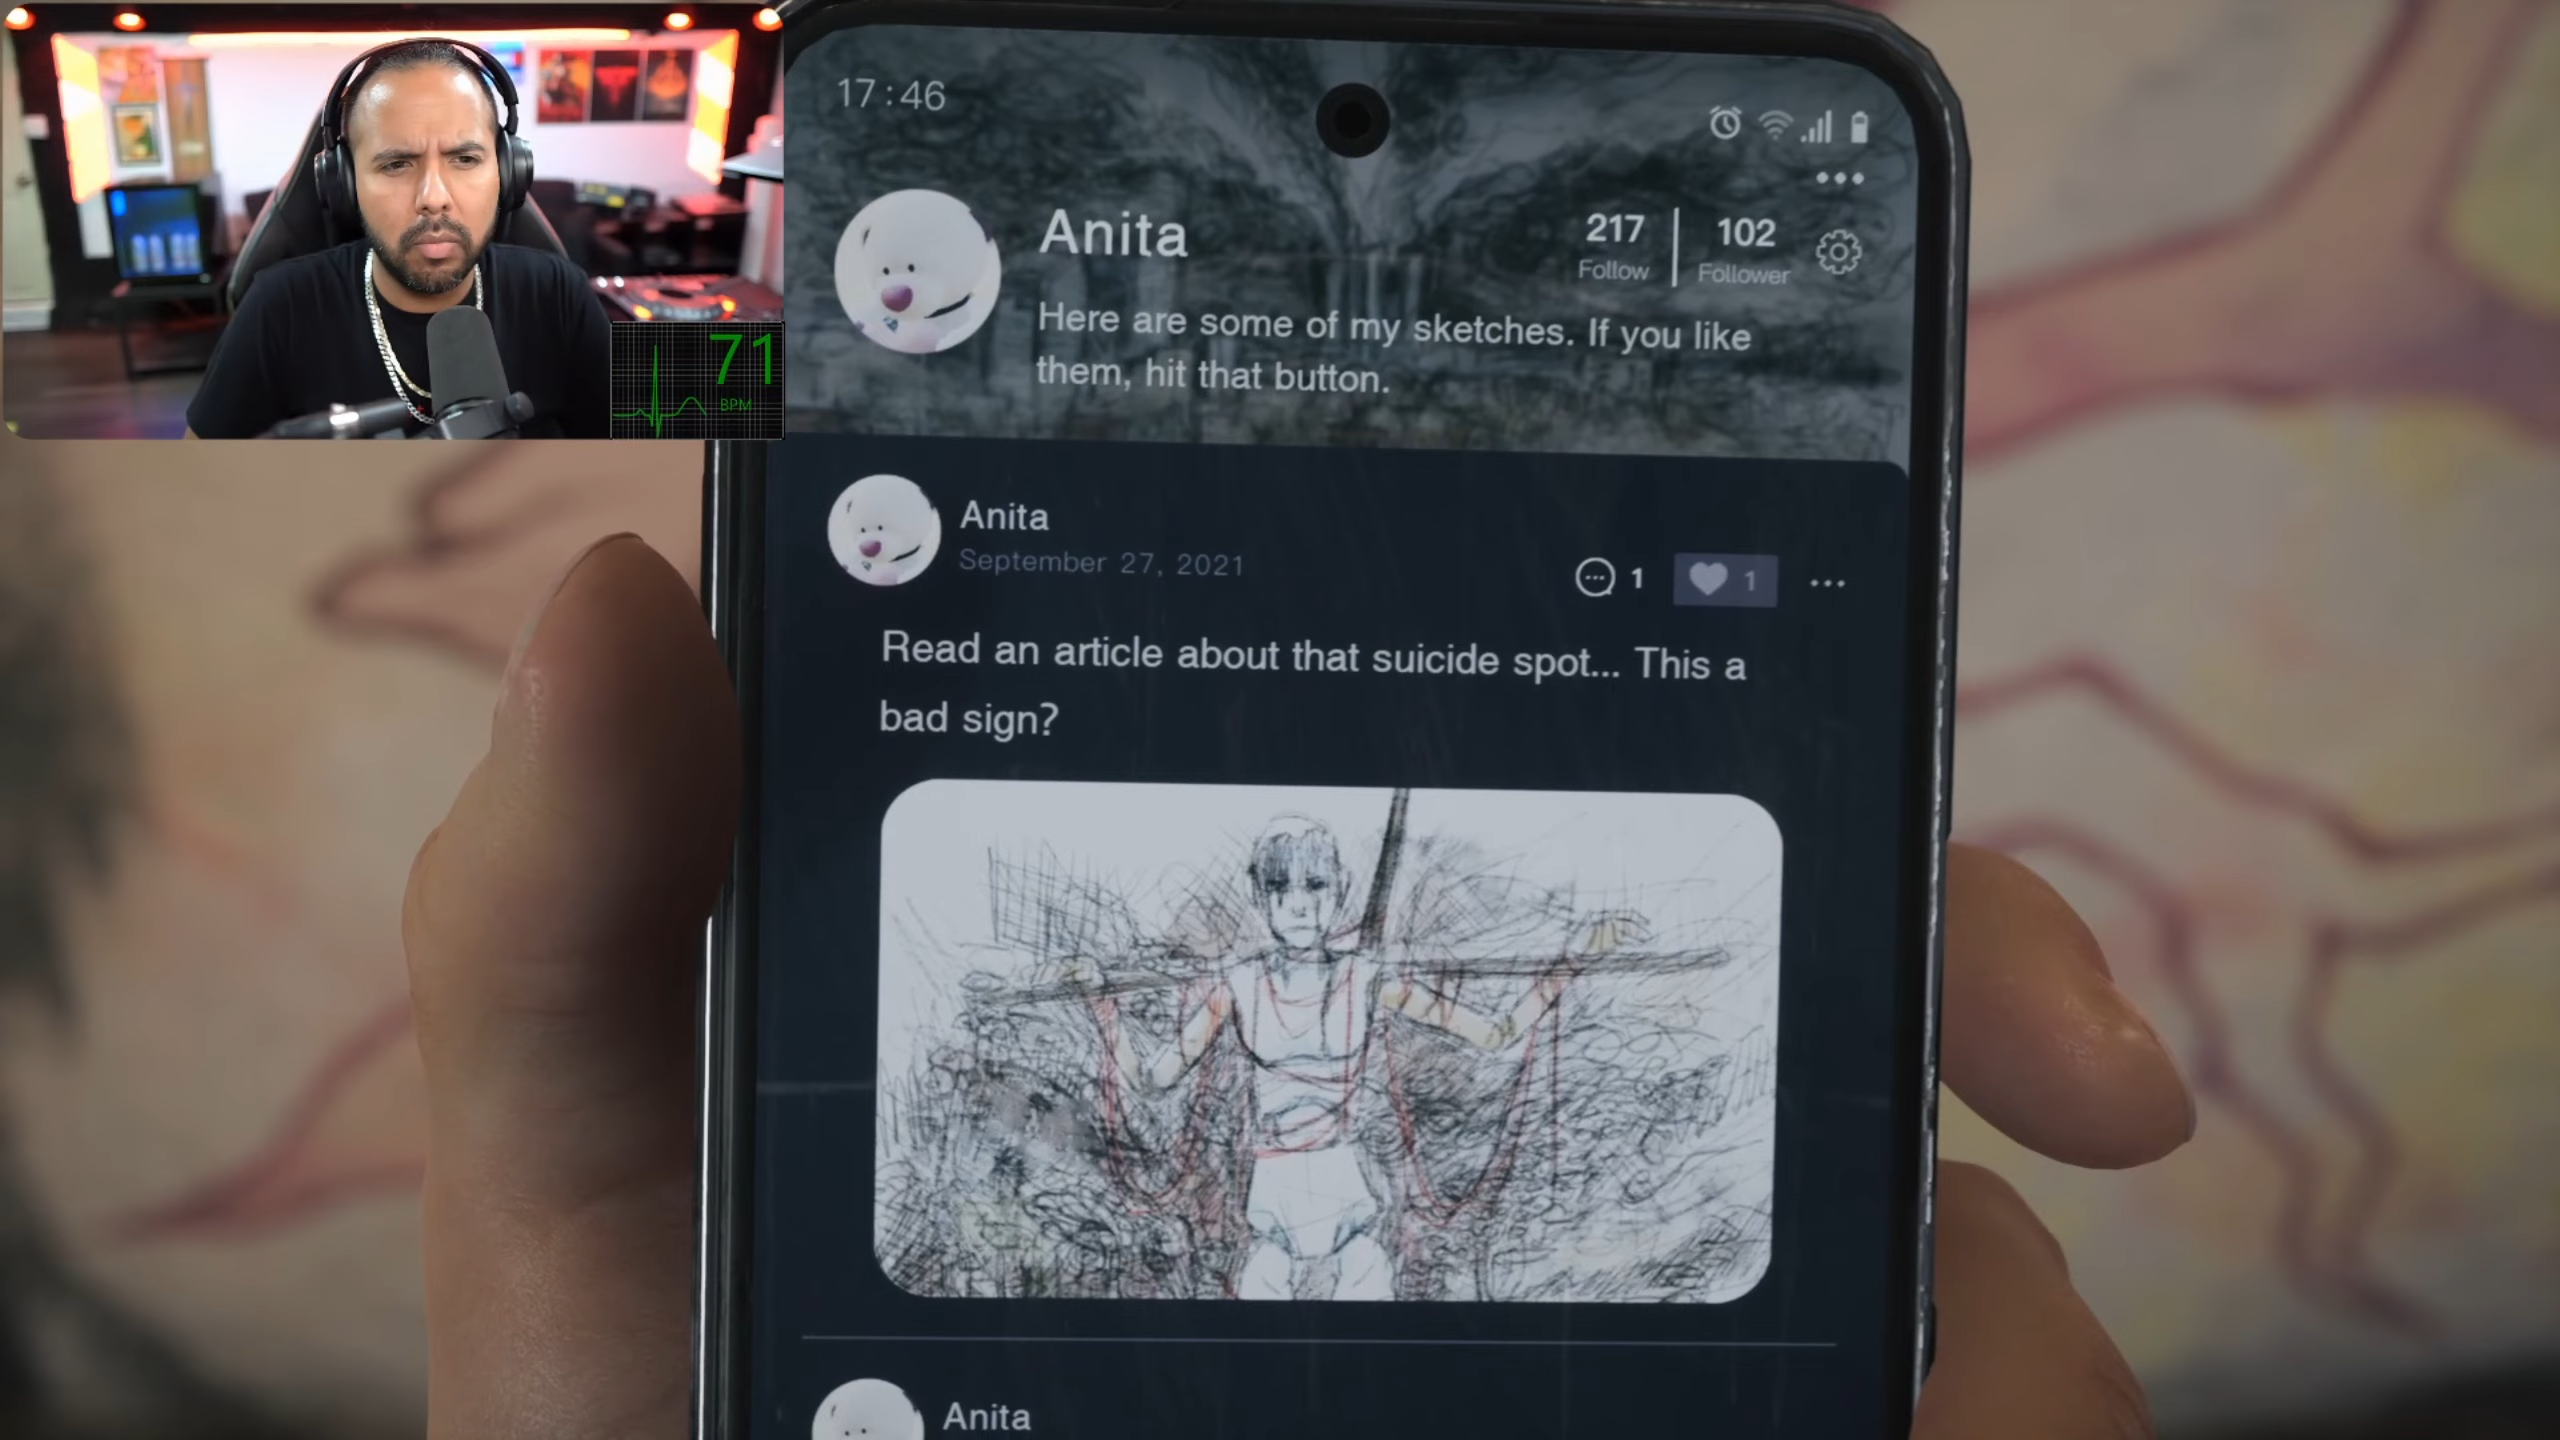 17:46
Anita
217
Follow
102
Follower
Here are some of my sketches. If you like
them, hit that button.
71
BPM
Anita
September 27, 2021
1
1
Read an article about that suicide spot... This a
bad sign?
Anita